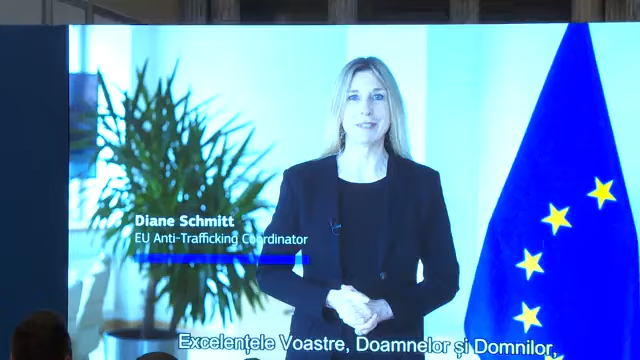 Diane Schmitt
EU Anti-Trafficking Coordinator
Excelențele Voastre, Doamnelor și Domnilor,